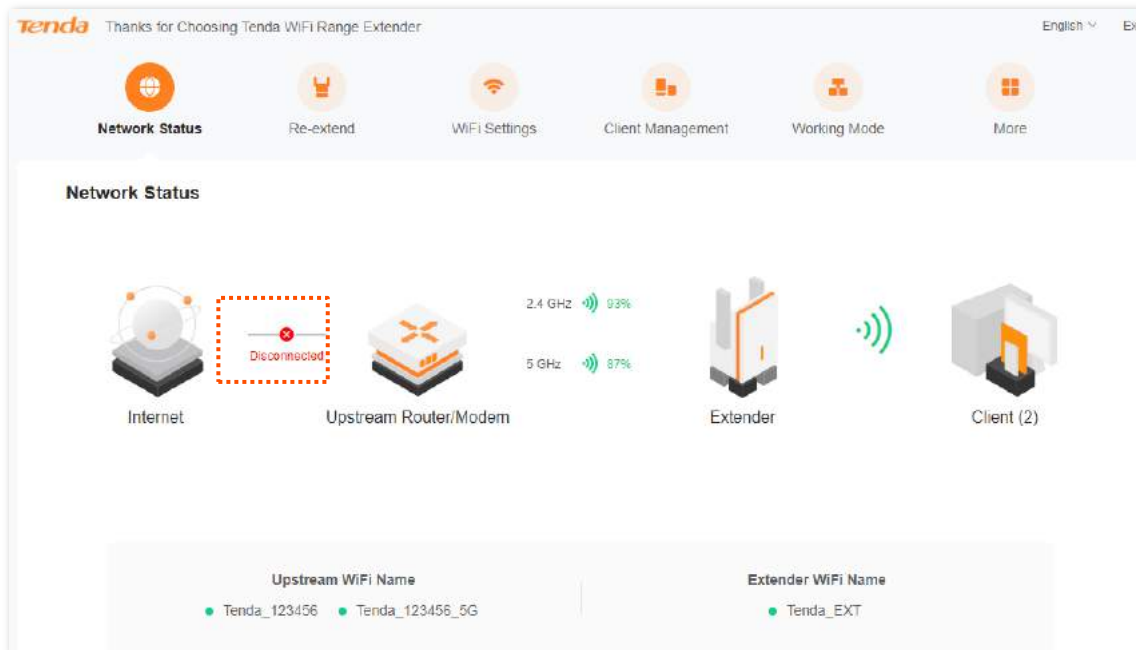 Tenda Thanks for Choosing Tenda WiFi Range Extender English
Network Status Re-extend WiFi Settings Client Management Working Mode More
Network Status
2.4 GHz 93%
Disconnected
5 GHz 87%
Internet Upstream Router/Modem Extender Client (2)
Upstream WiFi Name Extender WiFi Name
Tenda_123456 Tenda_123456_5G Tenda_EXT